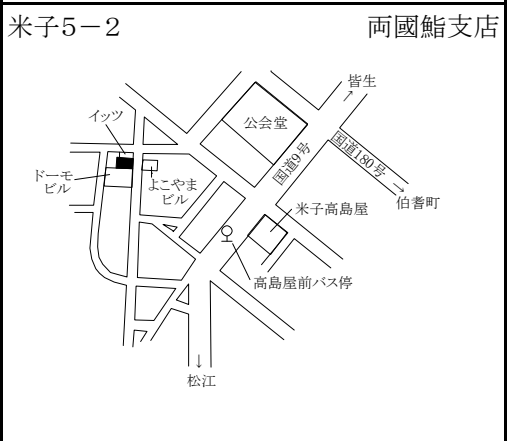 米子5－2
両國鮨支店
皆生
公会堂
イッツ
国道9号
国道180号
ドーモ
ビル
よこやま
ビル
伯耆町
米子高島屋
高島屋前バス停
松江